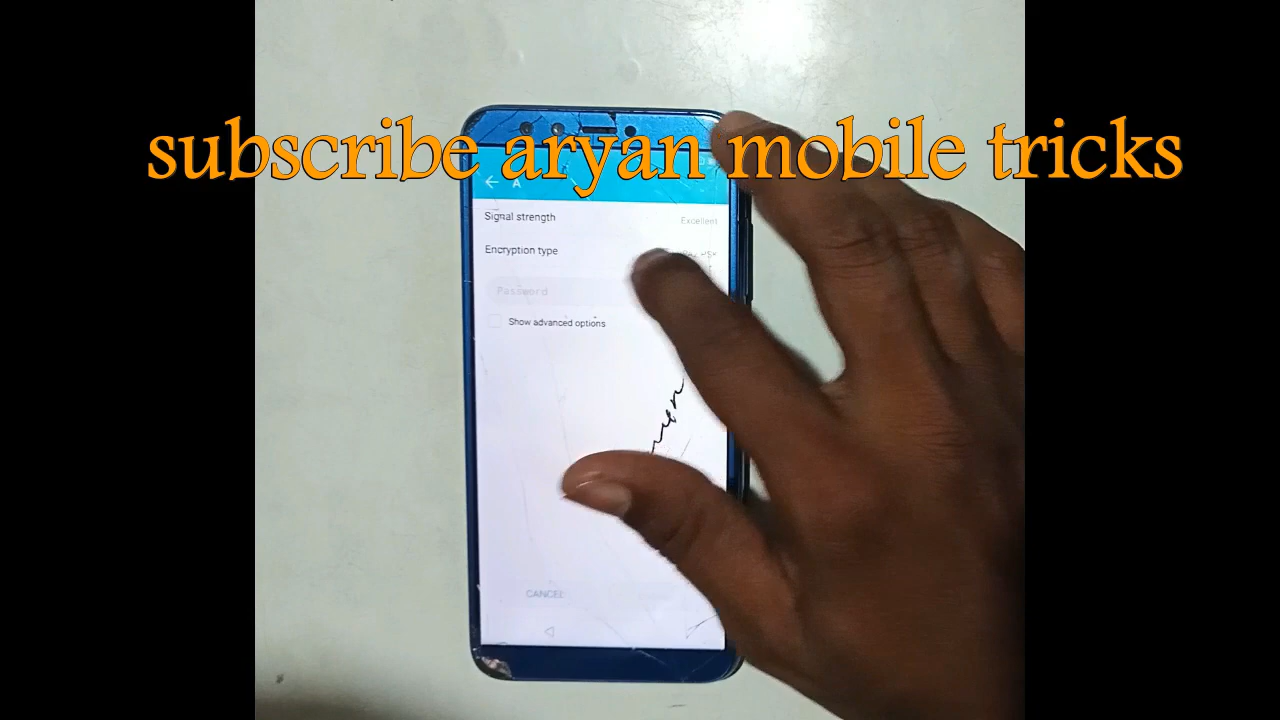 subscribe aryan mobile tricks
A
Signal strength Excellent
Encryption type
Password
Show advanced options
CANCEL